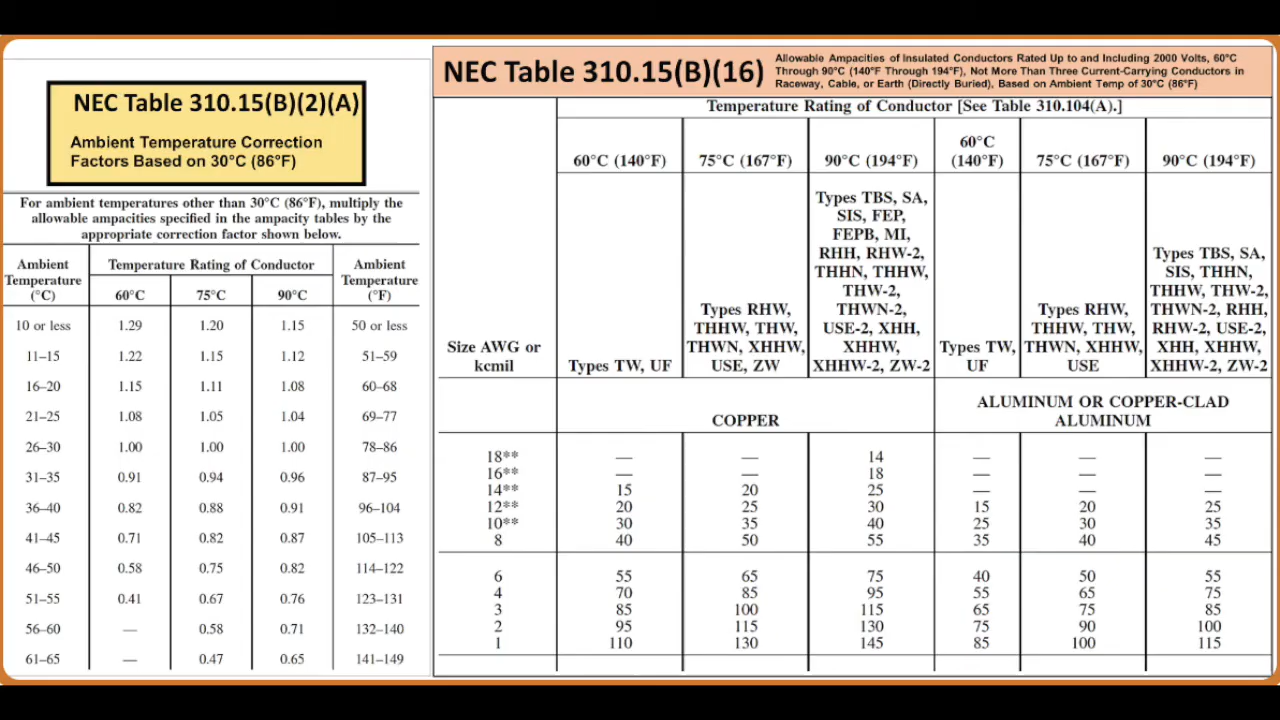 NEC Table 310.15(B)(2)(A)
Ambient Temperature Correction
Factors Based on 30°C (86°F)
For ambient temperatures other than 30°C (86°F), multiply the
allowable ampacities specified in the ampacity tables by the
appropriate correction factor shown below.
Ambient Temperature (°C) Temperature Rating of Conductor Ambient Temperature (°F)
60°C 75°C 90°C
10 or less 1.29 1.20 1.15 50 or less
11–15 1.22 1.15 1.12 51–59
16–20 1.15 1.11 1.08 60–68
21–25 1.08 1.05 1.04 69–77
26–30 1.00 1.00 1.00 78–86
31–35 0.91 0.94 0.96 87–95
36–40 0.82 0.88 0.91 96–104
41–45 0.71 0.82 0.87 105–113
46–50 0.58 0.75 0.82 114–122
51–55 0.41 0.67 0.76 123–131
56–60 — 0.58 0.71 132–140
61–65 — 0.47 0.65 141–149
NEC Table 310.15(B)(16)
Allowable Ampacities of Insulated Conductors Rated Up to and Including 2000 Volts, 60°C
Through 90°C (140°F Through 194°F), Not More Than Three Current-Carrying Conductors in
Raceway, Cable, or Earth (Directly Buried), Based on Ambient Temp of 30°C (86°F)
Temperature Rating of Conductor [See Table 310.104(A).]
60°C (140°F) 75°C (167°F) 90°C (194°F) 60°C (140°F) 75°C (167°F) 90°C (194°F)
Size AWG or
kcmil
Types TW, UF
Types RHW,
THHW, THW,
THWN, XHHW,
USE, ZW
Types TBS, SA,
SIS, FEP,
FEPB, MI,
RHH, RHW-2,
THHN, THHW,
THW-2,
THWN-2,
USE-2, XHH,
XHHW,
XHHW-2, ZW-2
Types TW,
UF
Types RHW,
THHW, THW,
THWN, XHHW,
USE
Types TBS, SA,
SIS, THHN,
THHW, THW-2,
THWN-2, RHH,
RHW-2, USE-2,
XHH, XHHW,
XHHW-2, ZW-2
COPPER
ALUMINUM OR COPPER-CLAD
ALUMINUM
18** — — 14 — — —
16** — — 18 — — —
14** 15 20 25 — — —
12** 20 25 30 15 20 25
10** 30 35 40 25 30 35
8 40 50 55 35 40 45
6 55 65 75 40 50 55
4 70 85 95 55 65 75
3 85 100 115 65 75 85
2 95 115 130 75 90 100
1 110 130 145 85 100 115